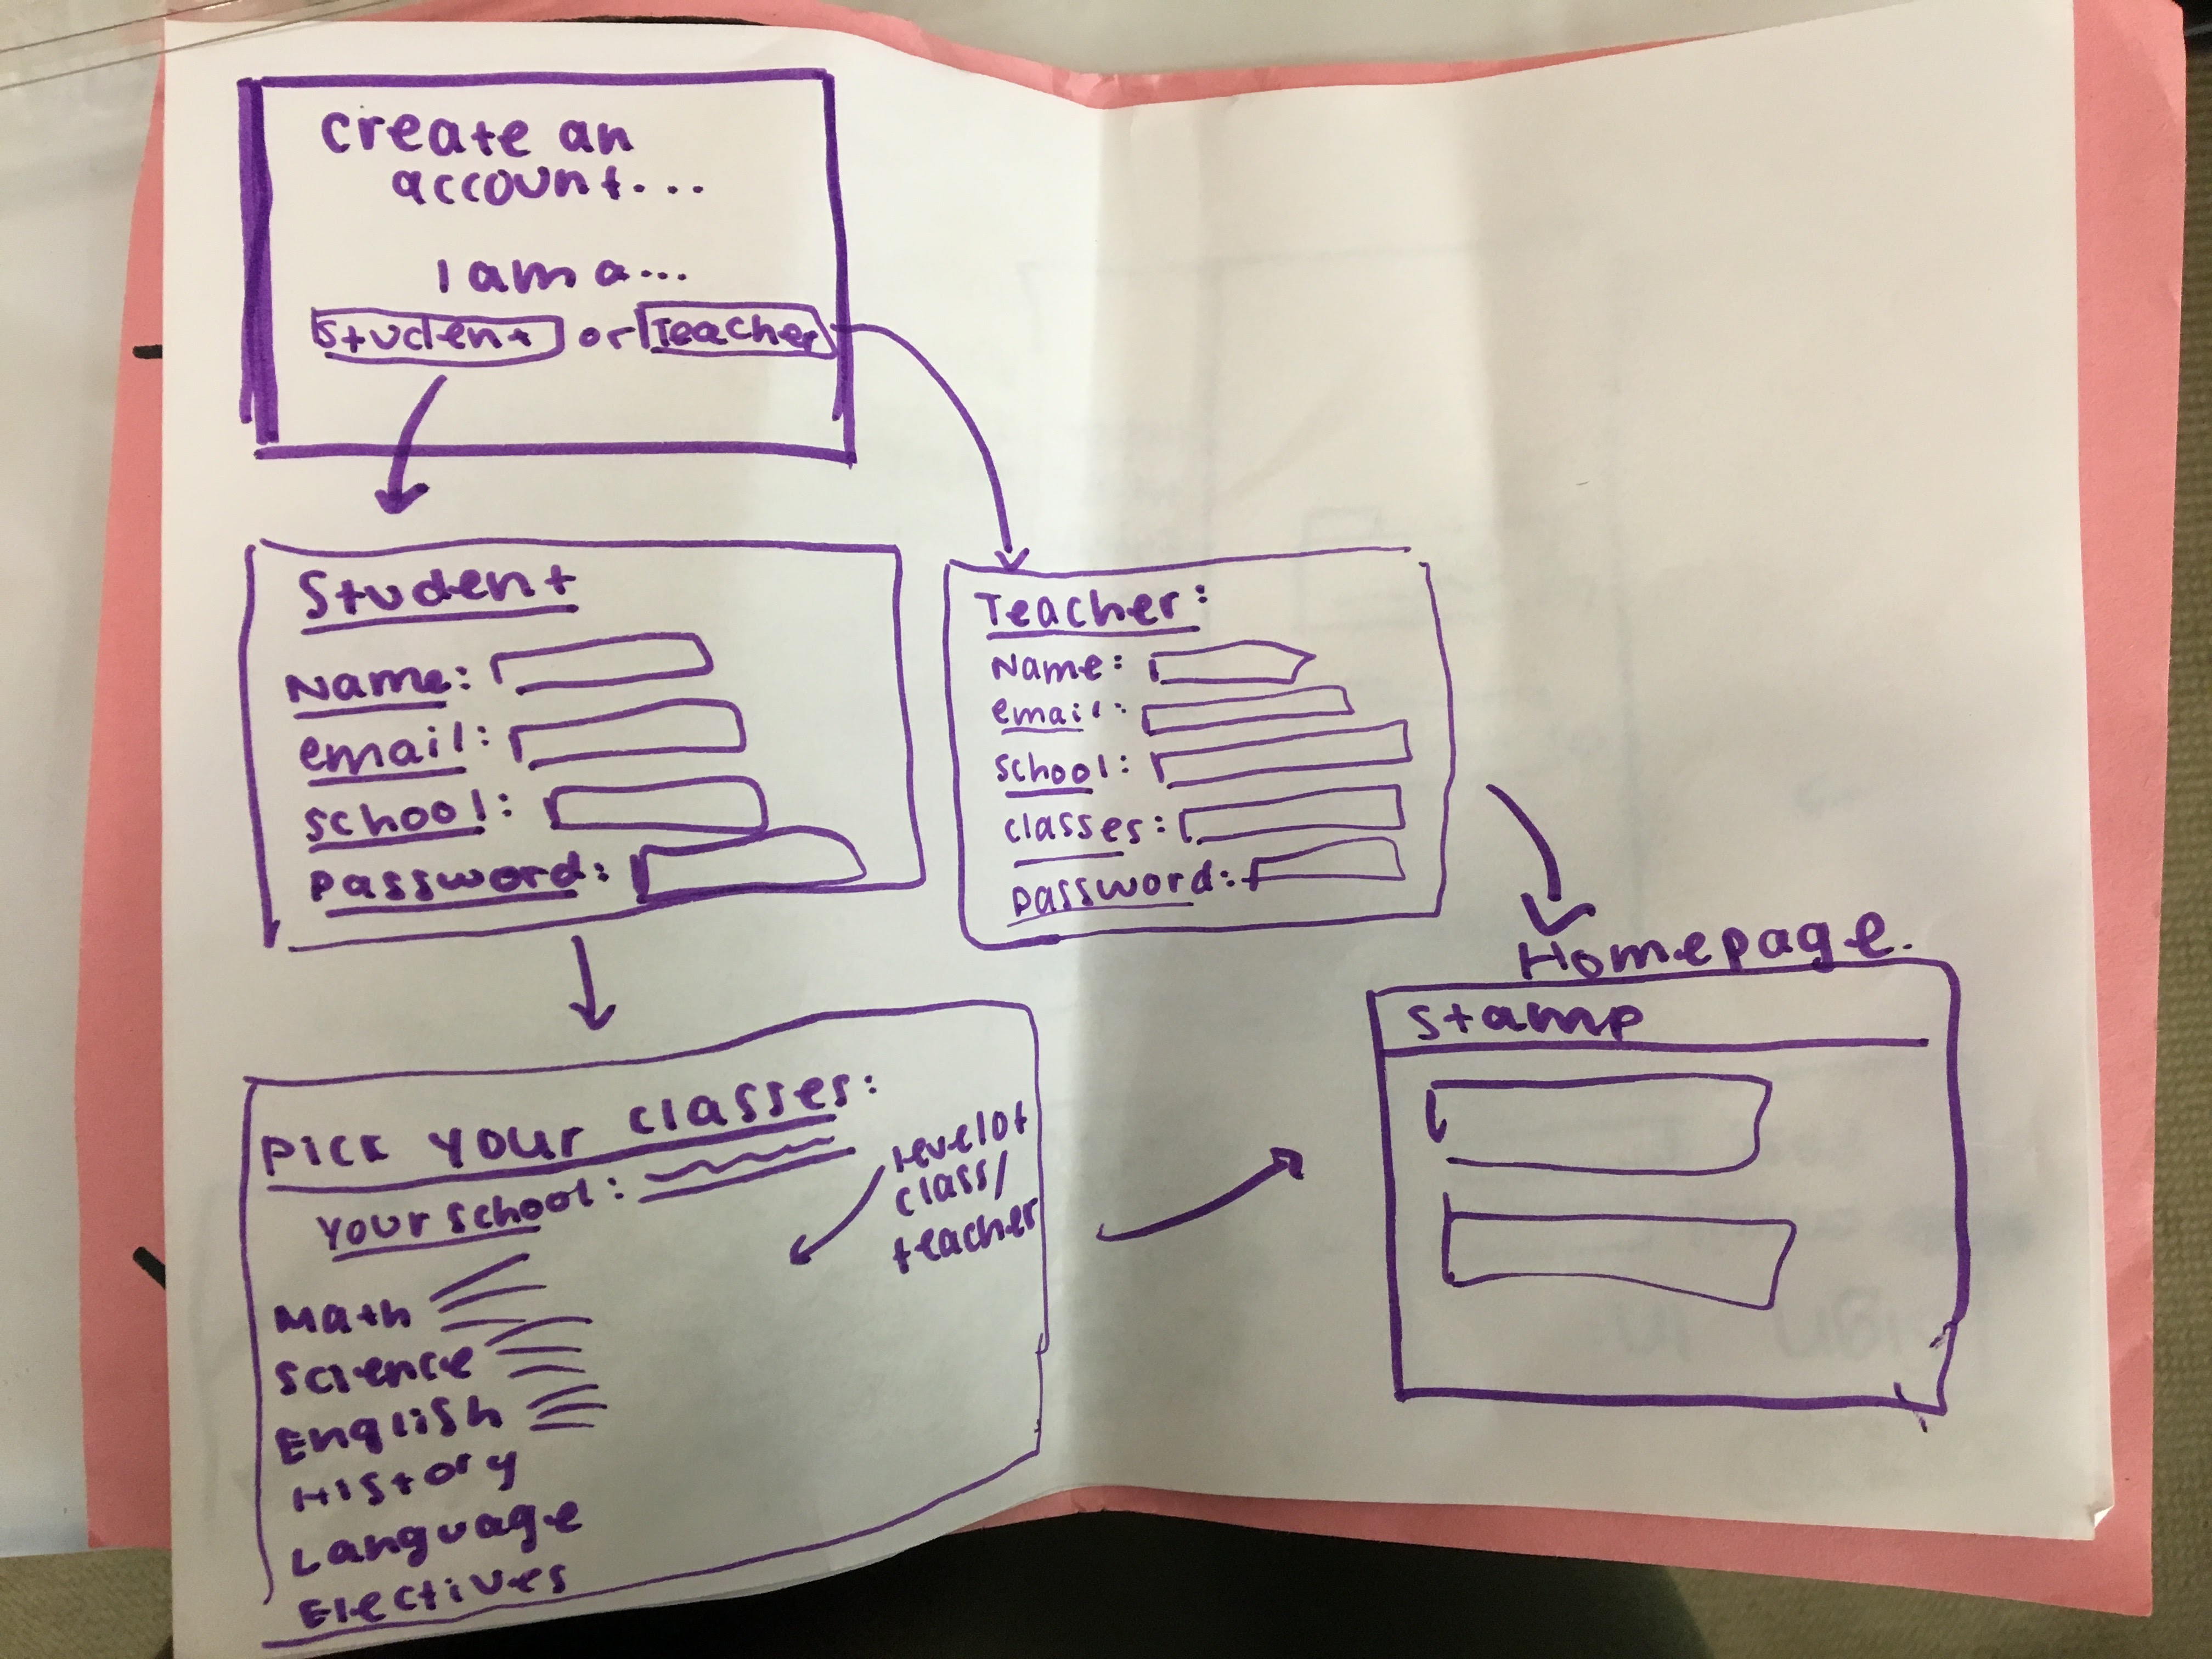 Create an
account...
I am a...
Student or Teacher
Student
Name:
email:
school:
password:
Teacher:
Name:
email:
school:
classes:
password:
Homepage.
stamp
Pick your classes:
Your school:
level of
class/
teacher
Math
Science
English
History
Language
Electives